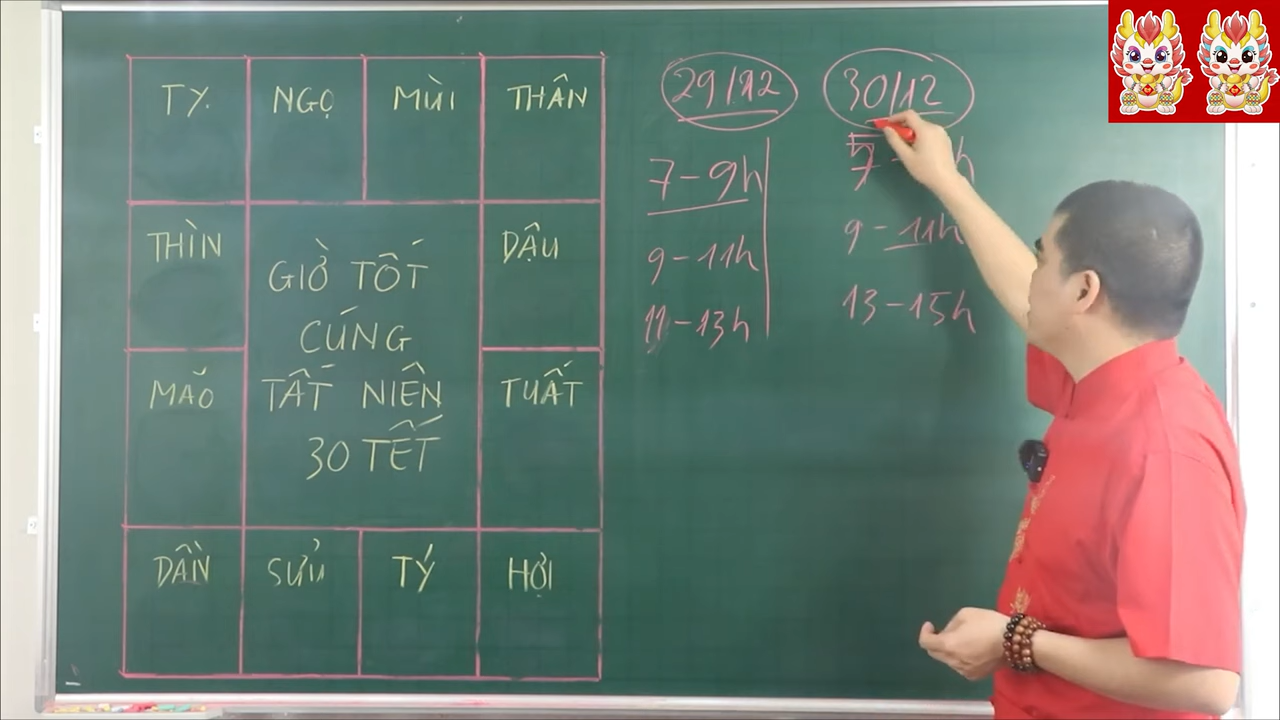 TỴ NGỌ MÙI THÂN
THÌN DẬU
GIỜ TỐT
CÚNG
MÃO TẤT NIÊN TUẤT
30 TẾT
DẦN SỬU TÝ HỢI
29/12 30/12
7-9h 7-
9-11h 9-11h
11-13h 13-15h